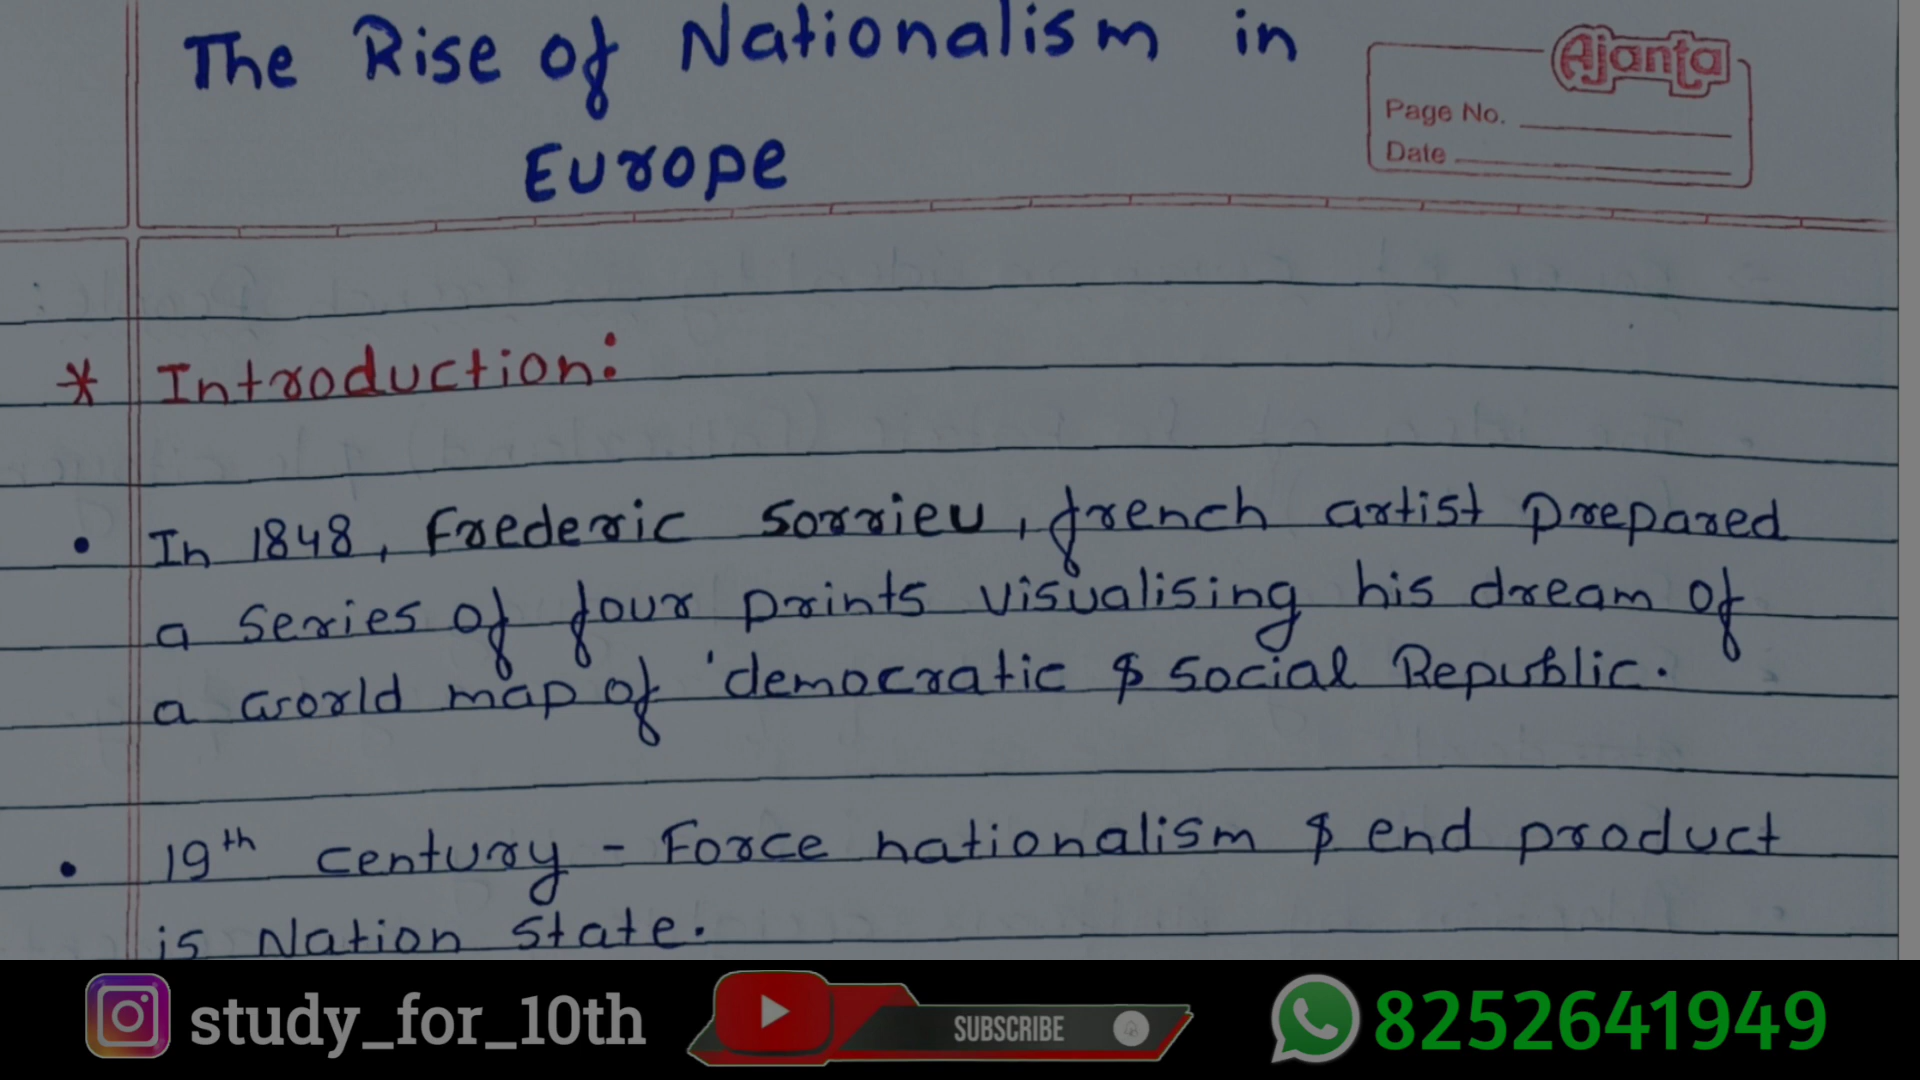 The Rise of Nationalism in
Europe
Ajanta
Page No.
Date
* Introduction:
• In 1848, Frederic Sorrieu, french artist prepared
a series of four prints visualising his dream of
a world map of 'democratic & Social Republic.
• 19th century - Force nationalism & end product
is Nation State.
study_for_10th
SUBSCRIBE
8252641949